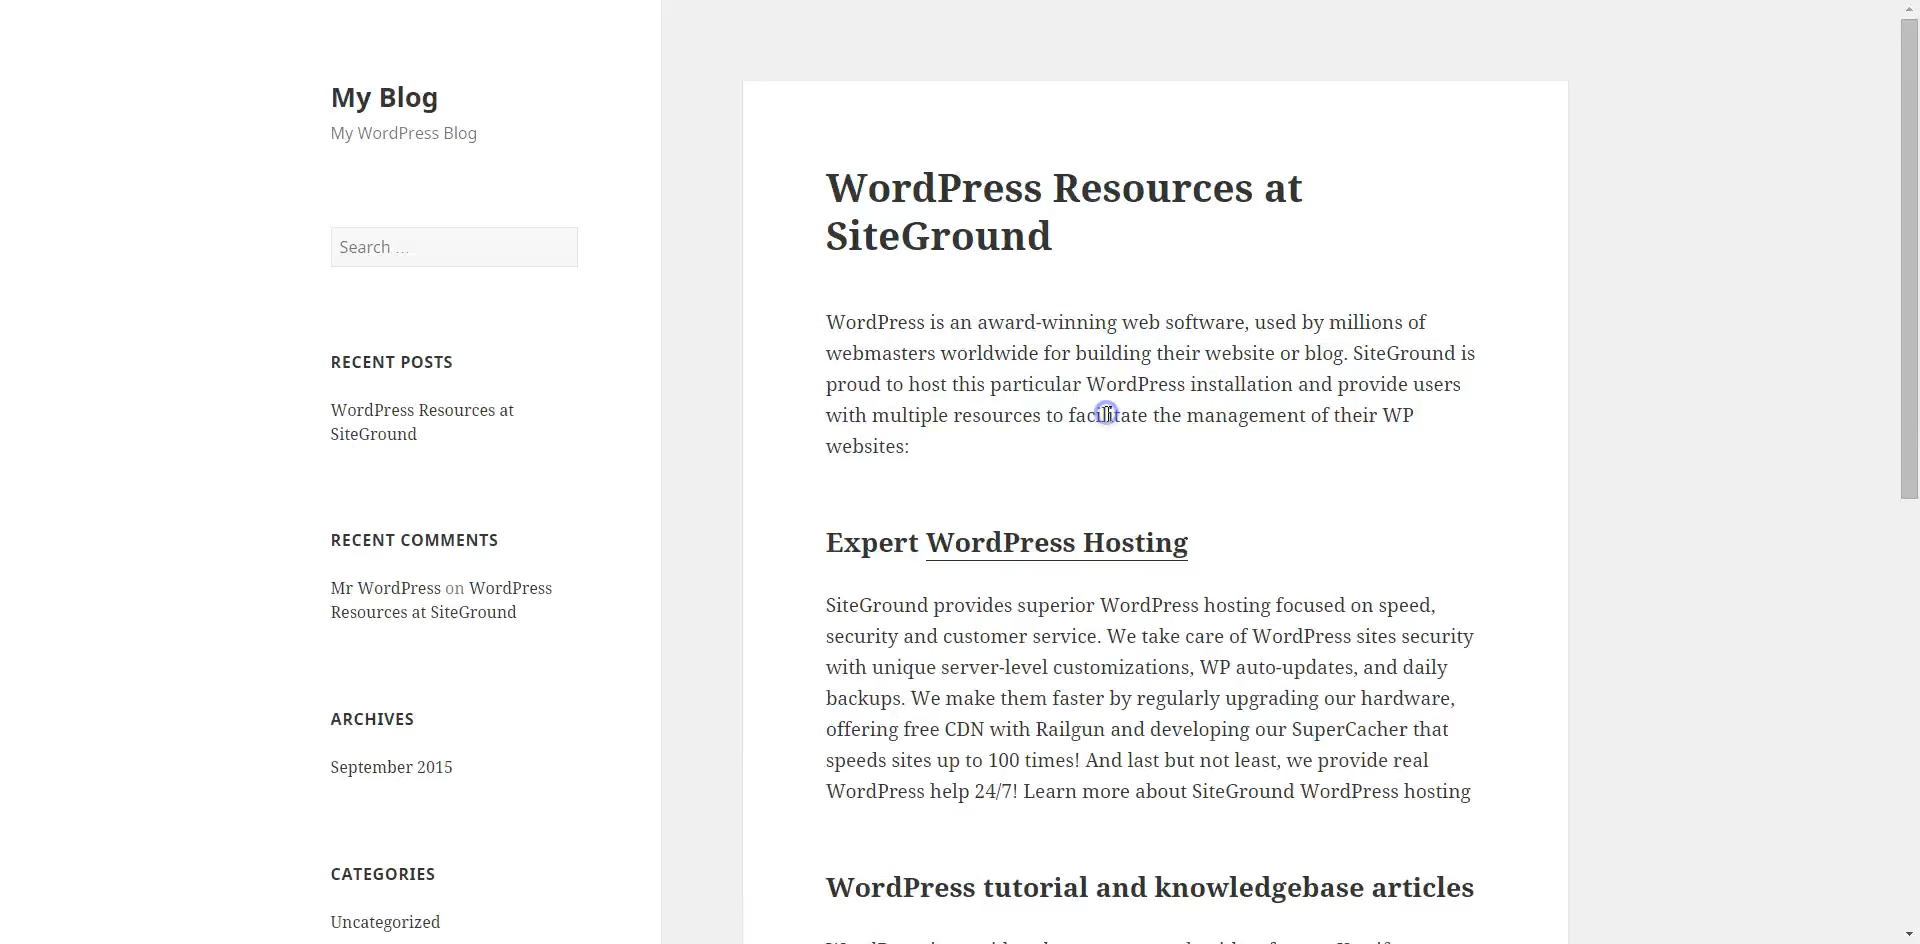 My Blog
My WordPress Blog
Search ...
RECENT POSTS
WordPress Resources at
SiteGround
RECENT COMMENTS
Mr WordPress on WordPress
Resources at SiteGround
ARCHIVES
September 2015
CATEGORIES
Uncategorized
WordPress Resources at
SiteGround
WordPress is an award-winning web software, used by millions of
webmasters worldwide for building their website or blog. SiteGround is
proud to host this particular WordPress installation and provide users
with multiple resources to facilitate the management of their WP
websites:
Expert WordPress Hosting
SiteGround provides superior WordPress hosting focused on speed,
security and customer service. We take care of WordPress sites security
with unique server-level customizations, WP auto-updates, and daily
backups. We make them faster by regularly upgrading our hardware,
offering free CDN with Railgun and developing our SuperCacher that
speeds sites up to 100 times! And last but not least, we provide real
WordPress help 24/7! Learn more about SiteGround WordPress hosting
WordPress tutorial and knowledgebase articles